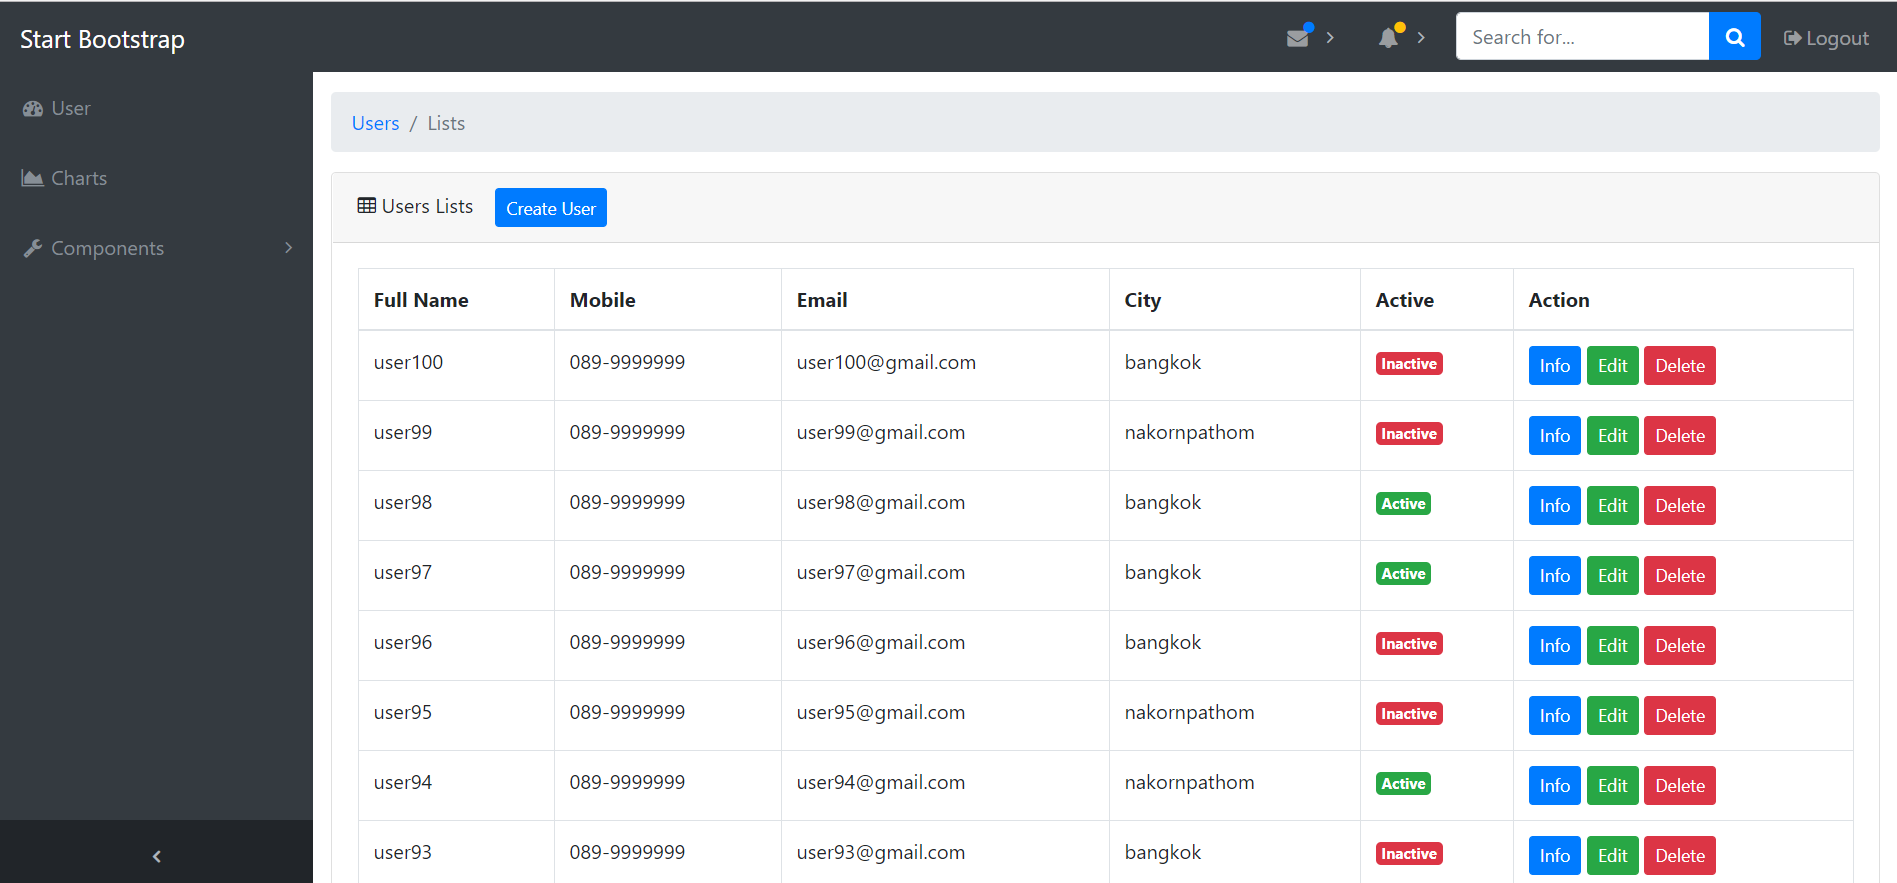 Start Bootstrap
Search for...
Logout
User
Charts
Components
Users / Lists
Users Lists Create User
Full Name Mobile Email City Active Action
user100 089-9999999 user100@gmail.com bangkok Inactive Info Edit Delete
user99 089-9999999 user99@gmail.com nakornpathom Inactive Info Edit Delete
user98 089-9999999 user98@gmail.com bangkok Active Info Edit Delete
user97 089-9999999 user97@gmail.com bangkok Active Info Edit Delete
user96 089-9999999 user96@gmail.com bangkok Inactive Info Edit Delete
user95 089-9999999 user95@gmail.com nakornpathom Inactive Info Edit Delete
user94 089-9999999 user94@gmail.com nakornpathom Active Info Edit Delete
user93 089-9999999 user93@gmail.com bangkok Inactive Info Edit Delete